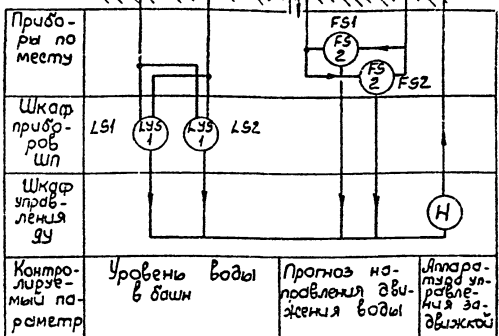 Прибо-
ры по
месту
FS1
FS
2
FS
2
FS2
Шкаф
прибо-
ров
ШП
LS1
LYS
1
LYS
1
LS2
Шкаф
управ-
ления
ДУ
H
Контро-
лируе-
мый па-
раметр
Уровень воды
в башн
Прогноз на-
правления дви-
жения воды
Аппара-
тура уп-
равле-
ния за-
движкой